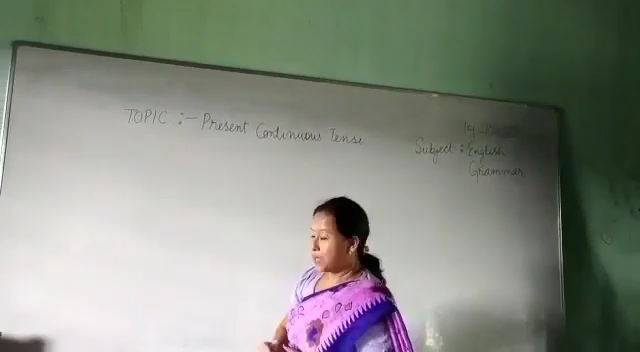 TOPIC :- Present Continuous Tense
Subject : English
Grammar